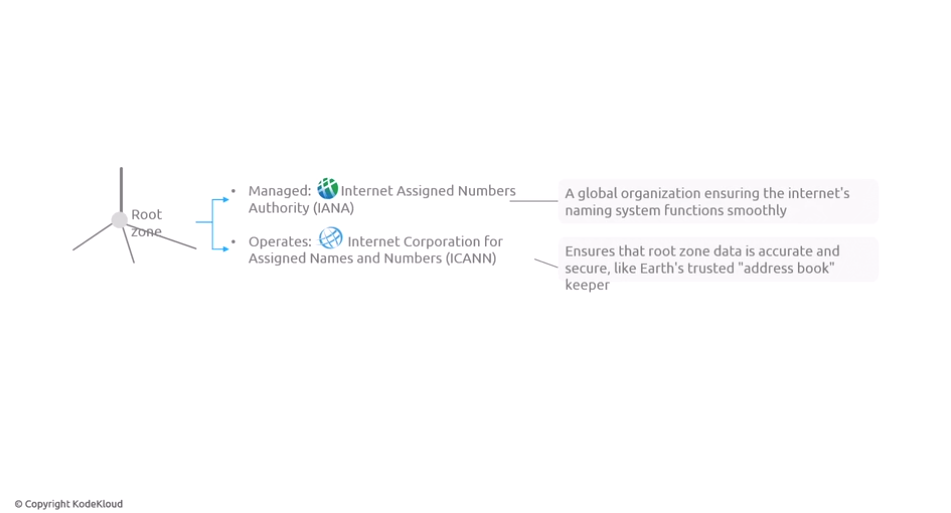 Root
zone
• Managed: Internet Assigned Numbers
Authority (IANA)
• Operates: Internet Corporation for
Assigned Names and Numbers (ICANN)
A global organization ensuring the internet's
naming system functions smoothly
Ensures that root zone data is accurate and
secure, like Earth's trusted "address book"
keeper
© Copyright KodeKloud